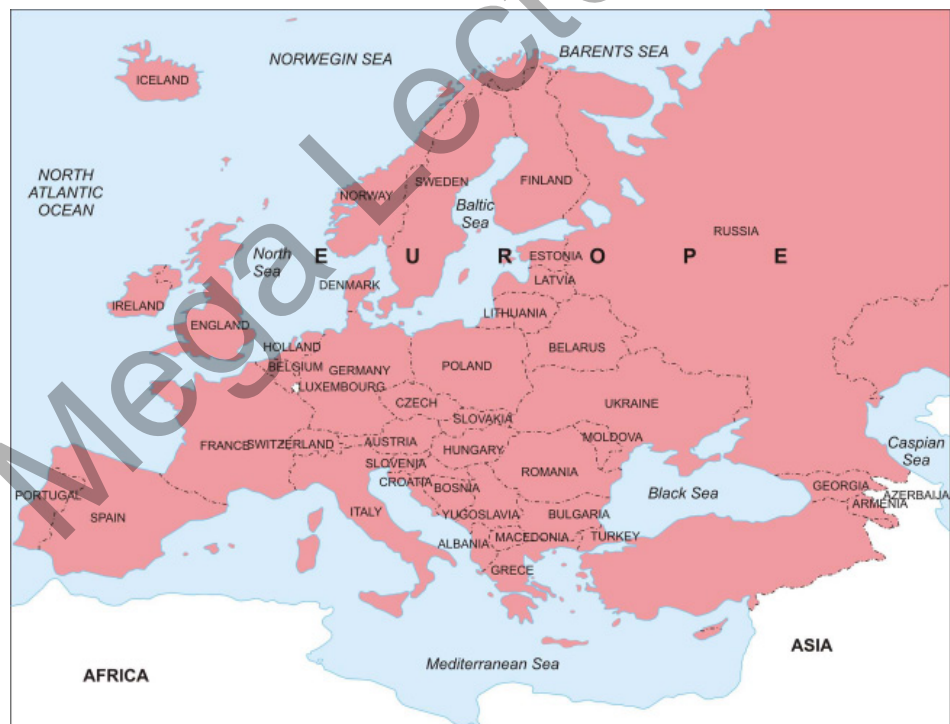 NORWEGIN SEA
BARENTS SEA
ICELAND
NORTH
ATLANTIC
OCEAN
NORWAY
SWEDEN
FINLAND
Baltic
Sea
RUSSIA
North
Sea
E U R O P E
ESTONIA
LATVIA
DENMARK
LITHUANIA
IRELAND
ENGLAND
HOLLAND
BELGIUM
GERMANY
LUXEMBOURG
POLAND
BELARUS
CZECH
SLOVAKIA
UKRAINE
FRANCE
SWITZERLAND
AUSTRIA
HUNGARY
MOLDOVA
Caspian
Sea
SLOVENIA
CROATIA
BOSNIA
ROMANIA
Black Sea
GEORGIA
ARMENIA
AZERBAIJA
PORTUGAL
SPAIN
ITALY
YUGOSLAVIA
BULGARIA
ALBANIA
MACEDONIA
TURKEY
GRECE
Mediterranean Sea
AFRICA
ASIA
Mega Lect